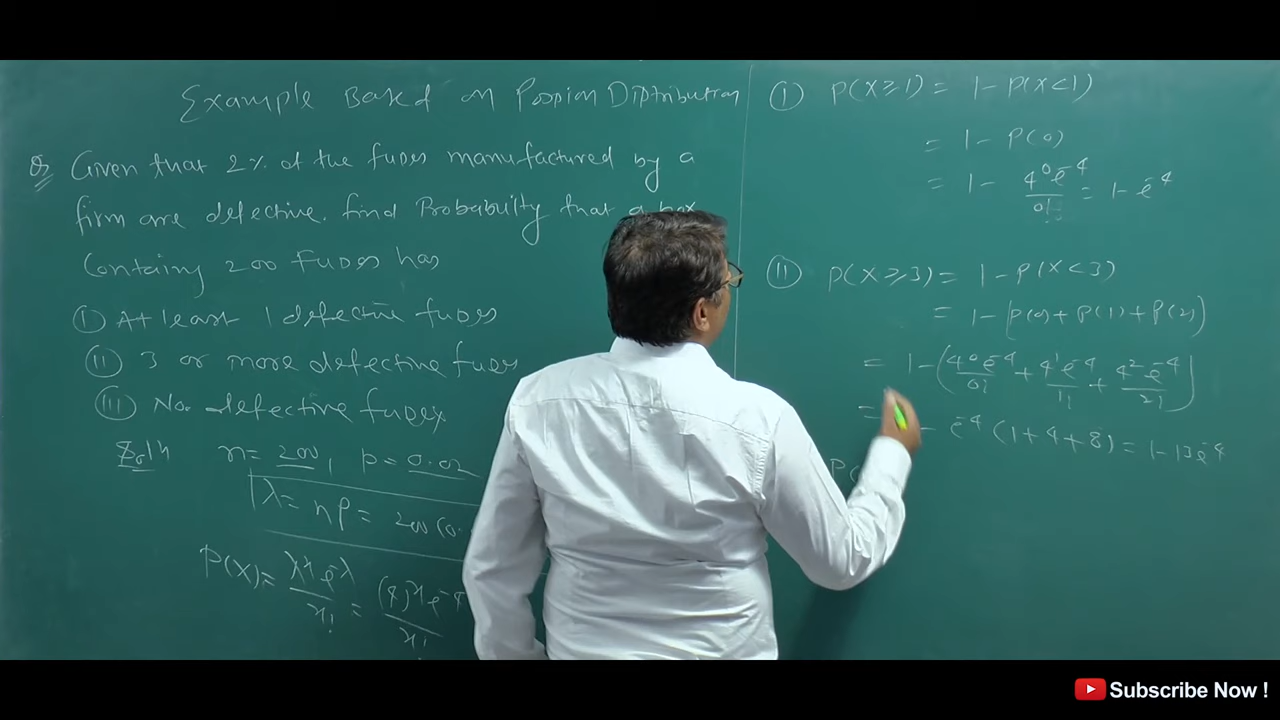 Example Based on Poission Distribution
Q Given that 2% of the fuses manufactured by a
firm are defective. find Probability that a box
Containing 200 Fuses has
(I) At least 1 defective fuses
(II) 3 or more defective fuses
(III) No. defective fuses.
Sol^n n = 200, p = 0.02
λ = np = 200(0.
P(X) = λ^x e^-λ / x! = (4)^x e^-4 / x!
(I) P(X≥1) = 1 - P(X<1)
= 1 - P(0)
= 1 - 4^0 e^-4 / 0! = 1 - e^-4
(II) P(X≥3) = 1 - P(X<3)
= 1 - [P(0) + P(1) + P(2)]
= 1 - [4^0 e^-4 / 0! + 4^1 e^-4 / 1! + 4^2 e^-4 / 2!]
= - e^-4 (1+4+8) = 1 - 13e^-4
P(
Subscribe Now !